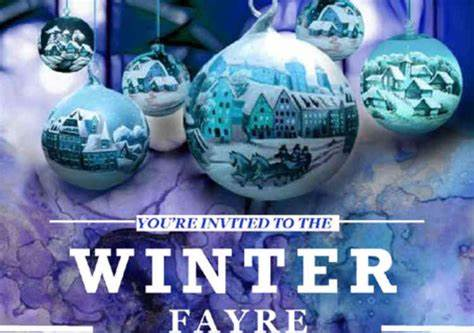 YOU'RE INVITED TO THE
WINTER
FAYRE